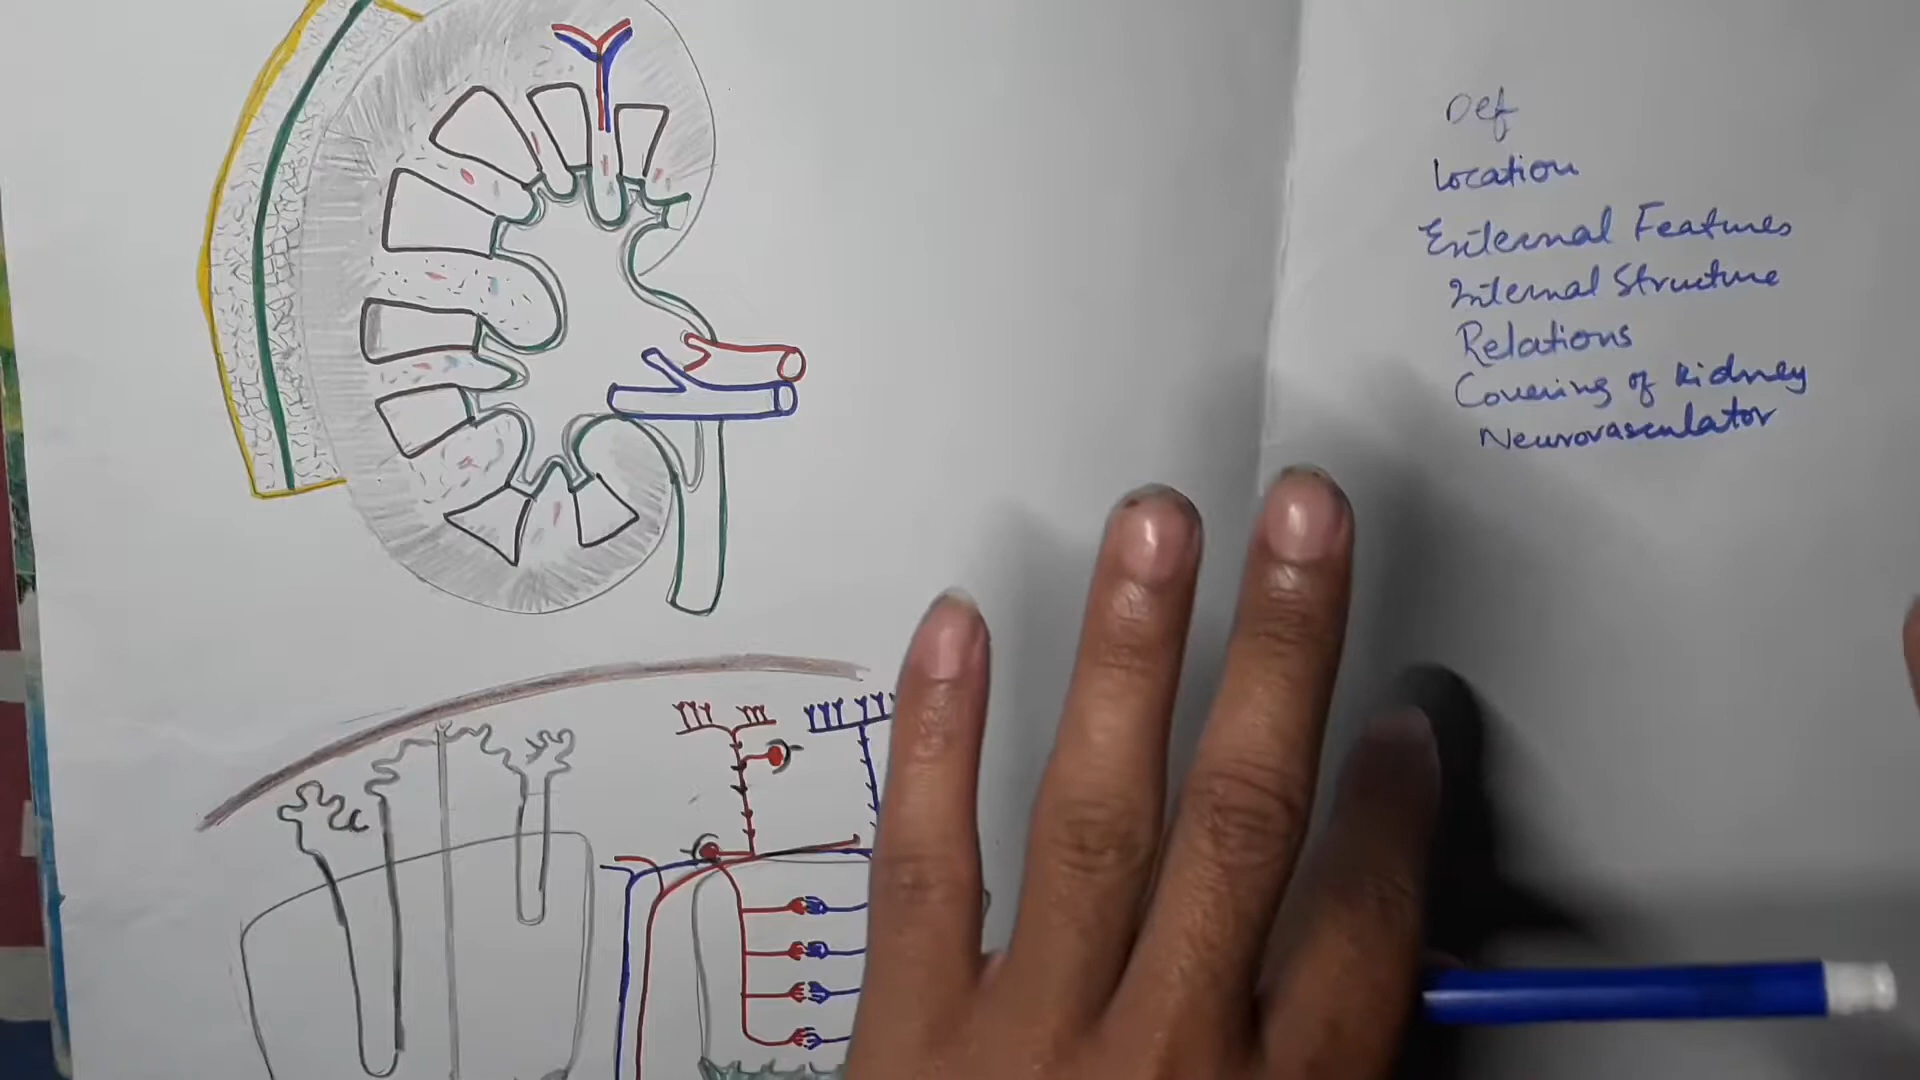 Def
Location
External Features
Internal Structure
Relations
Covering of Kidney
Neurovasculator